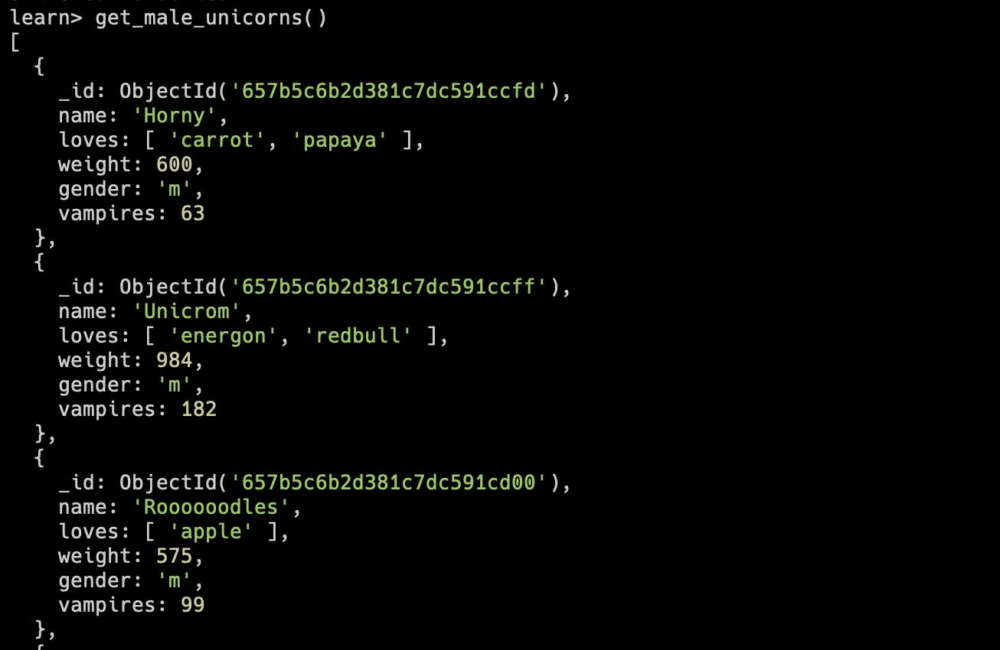 learn> get_male_unicorns()
[
  {
    _id: ObjectId('657b5c6b2d381c7dc591ccfd'),
    name: 'Horny',
    loves: [ 'carrot', 'papaya' ],
    weight: 600,
    gender: 'm',
    vampires: 63
  },
  {
    _id: ObjectId('657b5c6b2d381c7dc591ccff'),
    name: 'Unicrom',
    loves: [ 'energon', 'redbull' ],
    weight: 984,
    gender: 'm',
    vampires: 182
  },
  {
    _id: ObjectId('657b5c6b2d381c7dc591cd00'),
    name: 'Roooooodles',
    loves: [ 'apple' ],
    weight: 575,
    gender: 'm',
    vampires: 99
  },